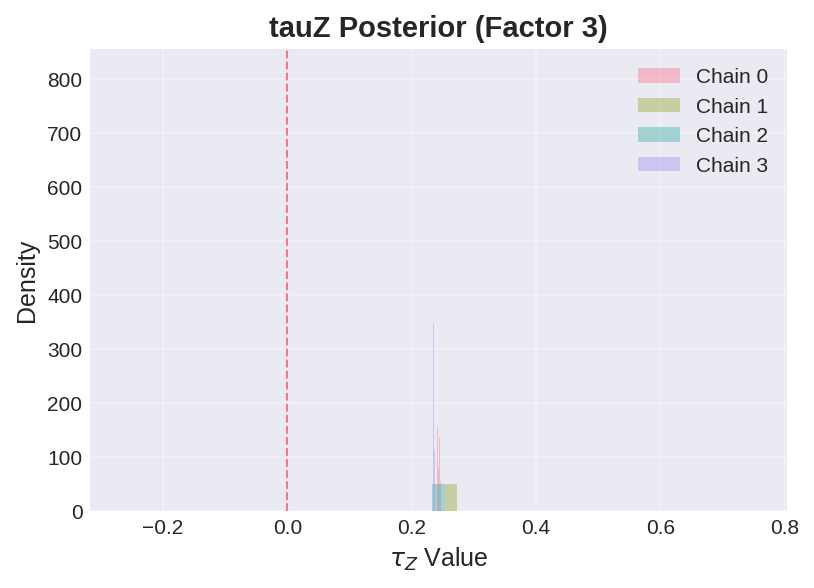 tauZ Posterior (Factor 3)
800
700
600
500
400
300
200
100
0
Density
Chain 0
Chain 1
Chain 2
Chain 3
−0.2
0.0
0.2
0.4
0.6
0.8
τZ Value